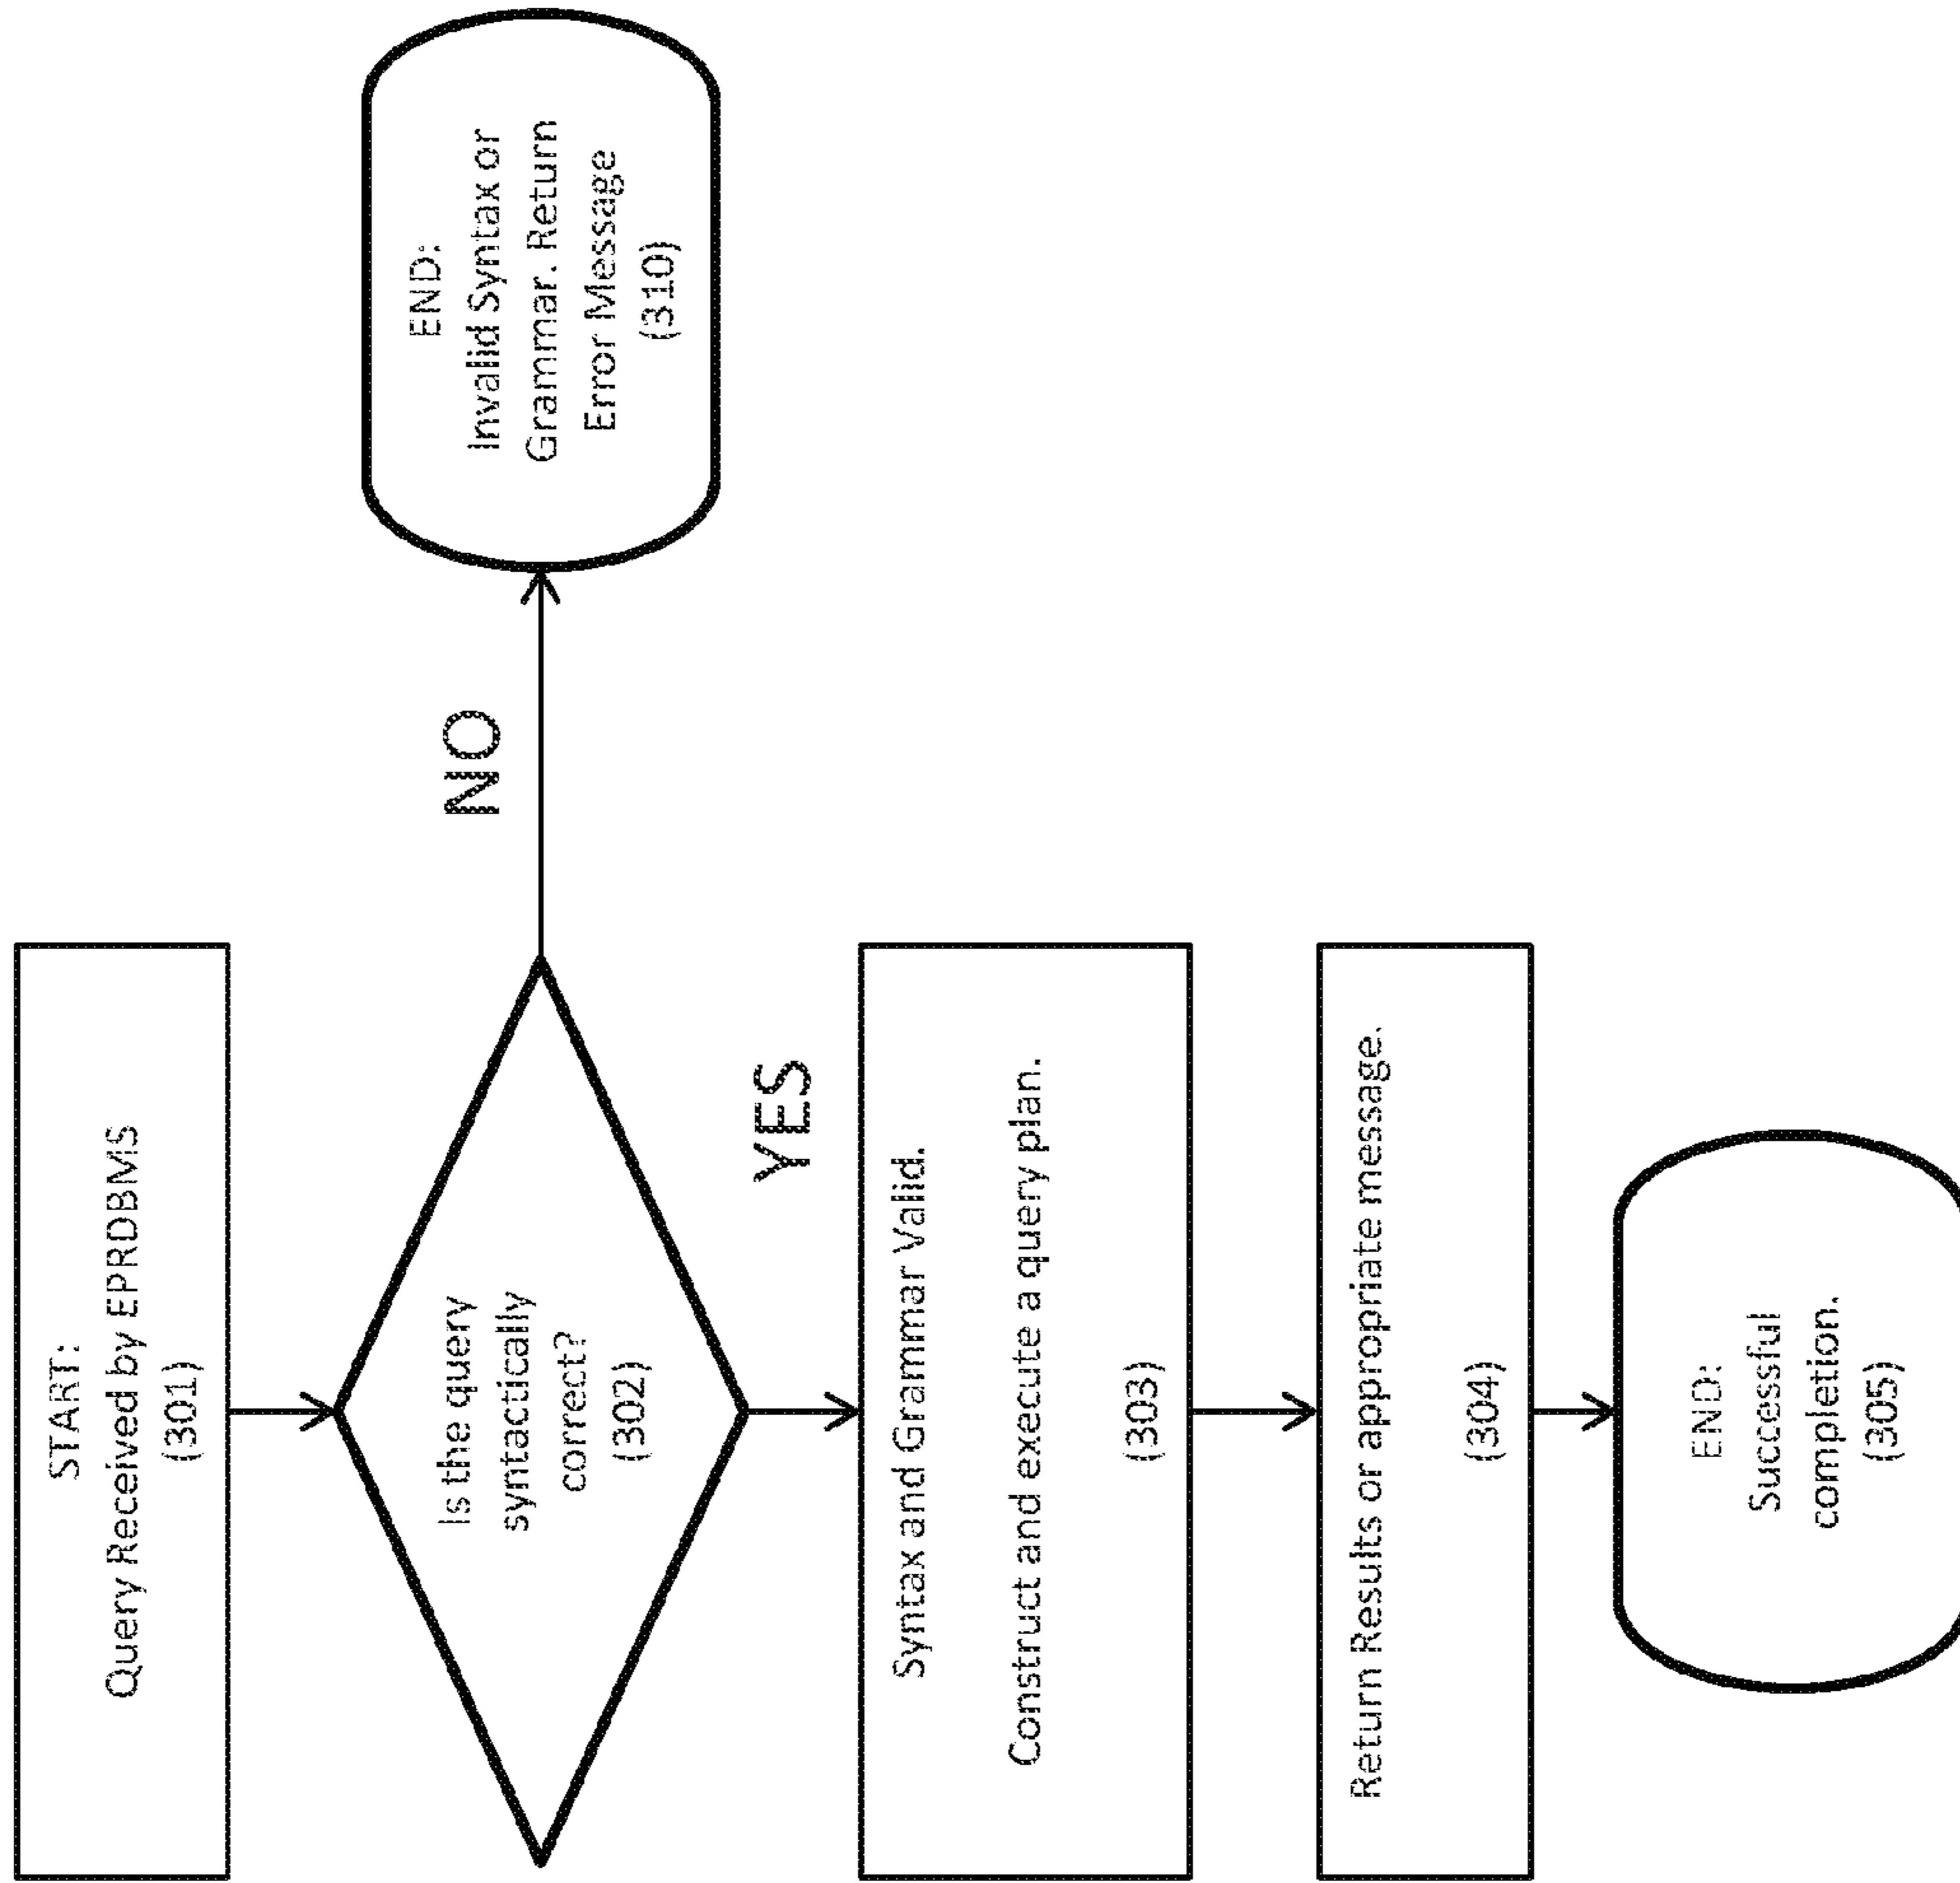 START:
Query Received by EPRDBMS
(301)
Is the query
syntactically
correct?
(302)
NO
END:
Invalid Syntax or
Grammar. Return
Error Message
(310)
YES
Syntax and Grammar Valid.
Construct and execute a query plan.
(303)
Return Results or appropriate message.
(304)
END:
Successful
completion.
(305)